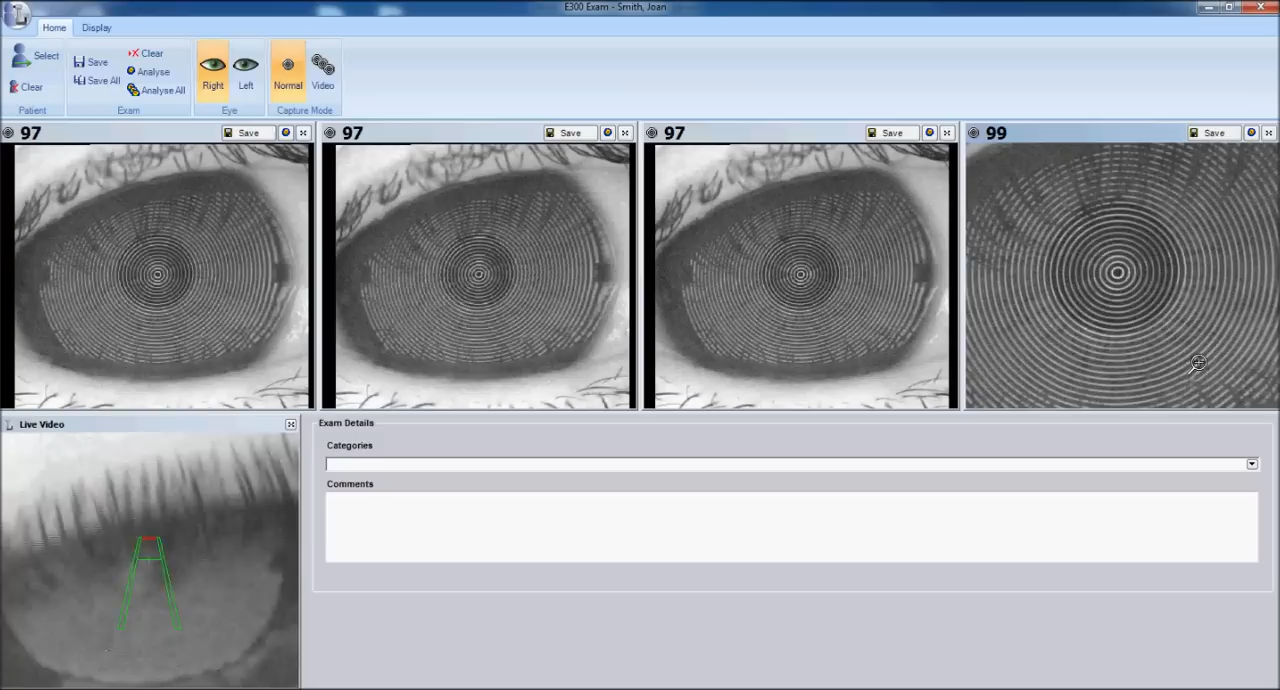 E300 Exam - Smith, Joan
Home Display
Select
Clear
Patient
Save
Save All
Clear
Analyse
Analyse All
Exam
Right Left
Eye
Normal Video
Capture Mode
97 Save
97 Save
97 Save
99 Save
Live Video
Exam Details
Categories
Comments